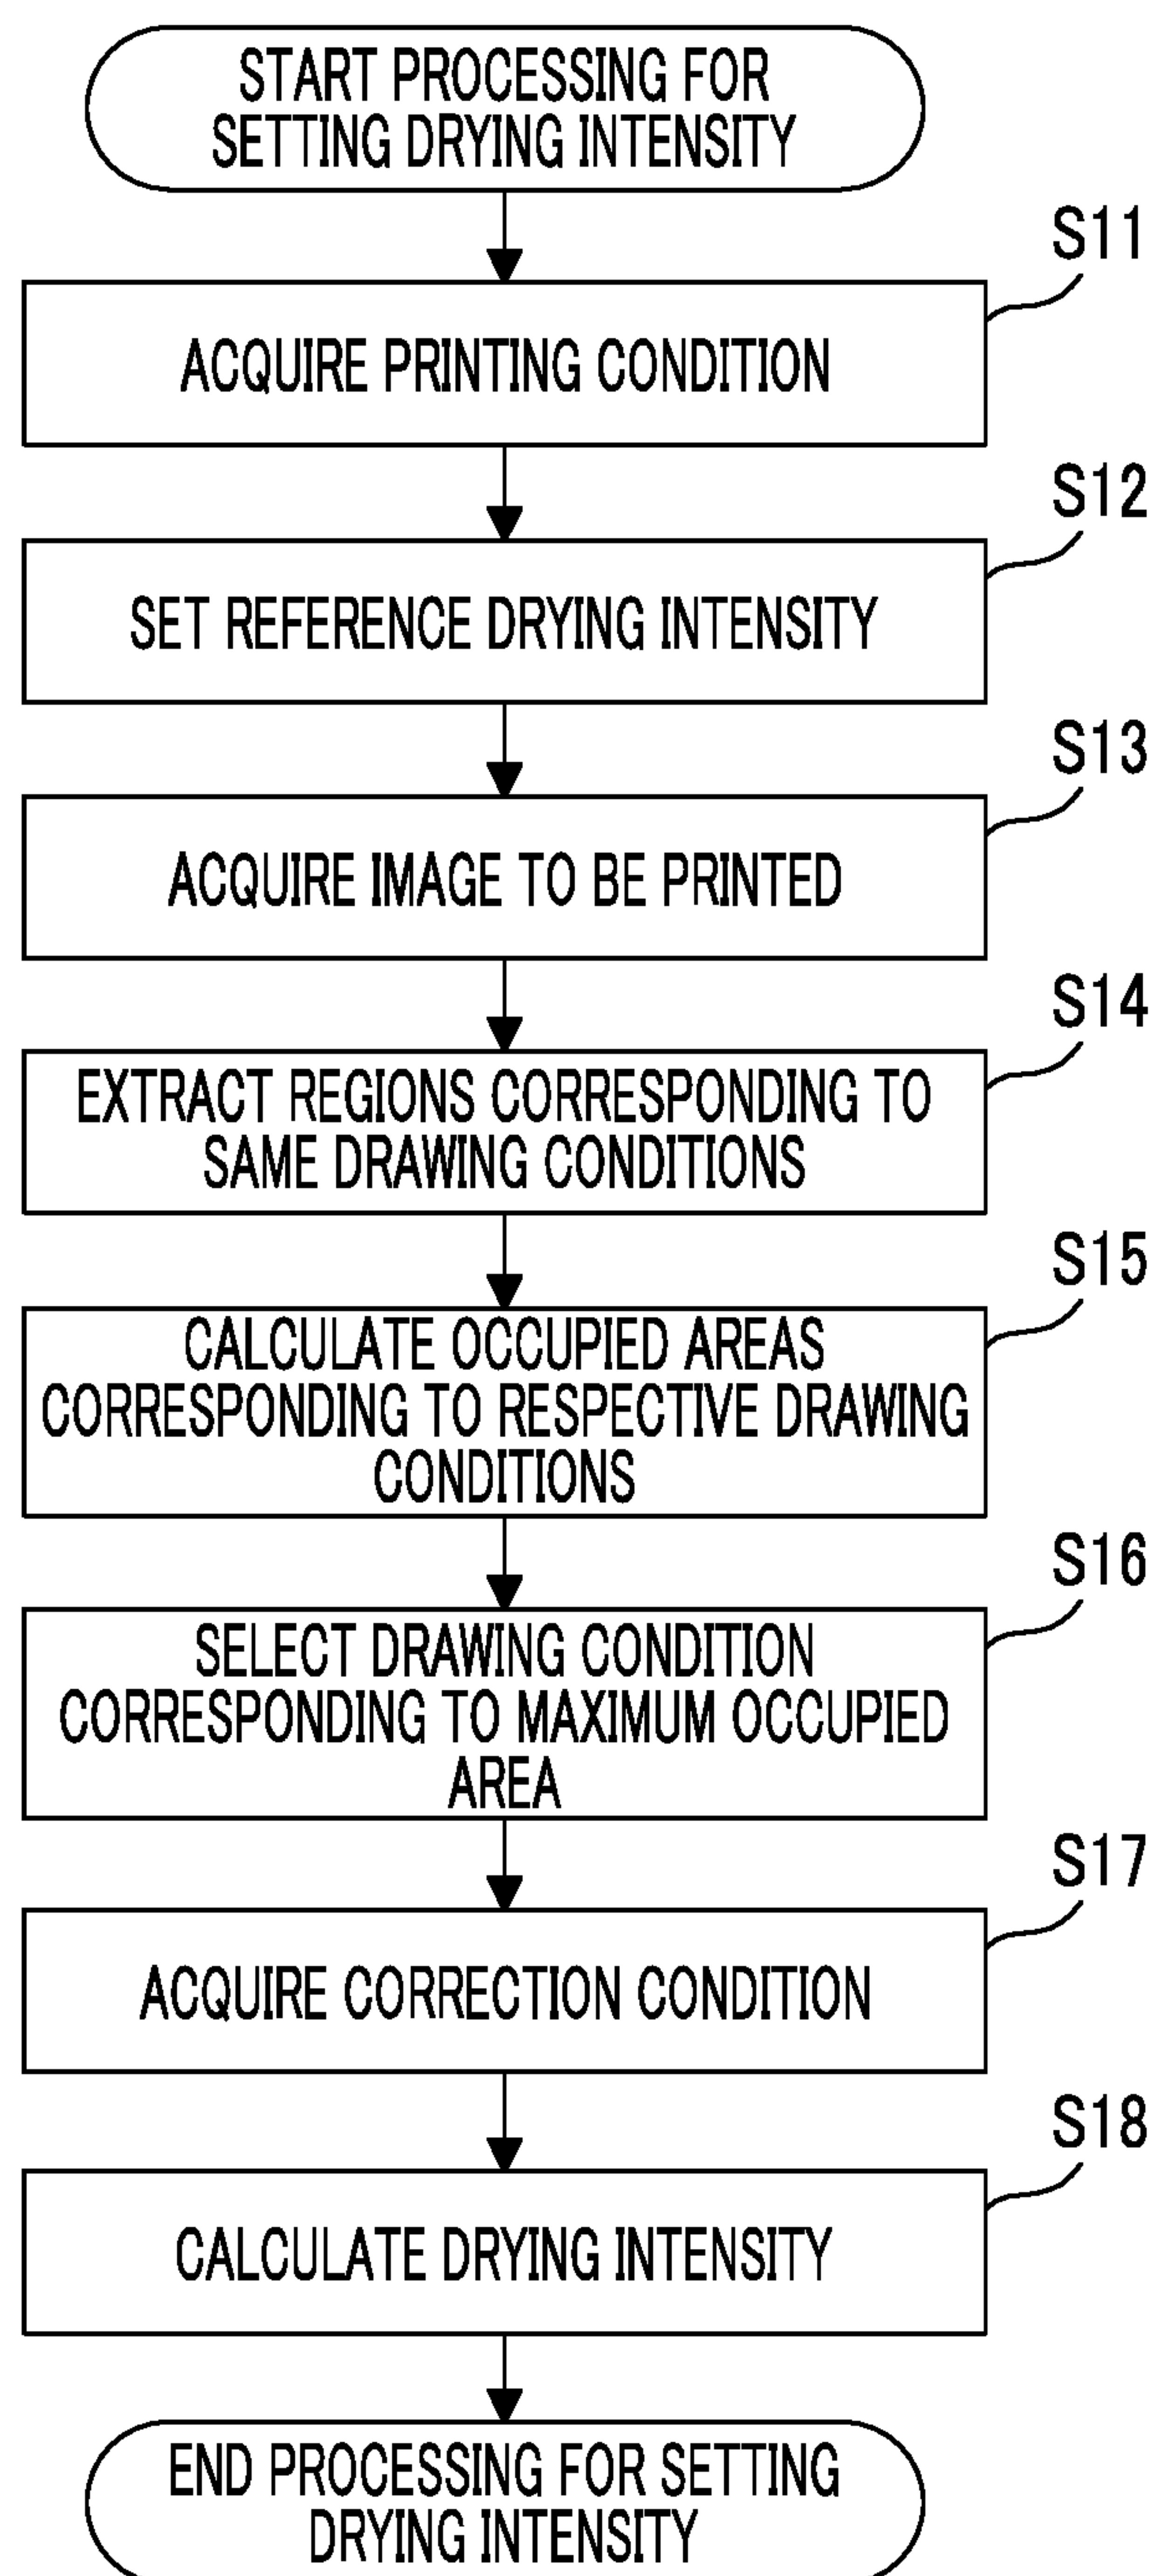 START PROCESSING FOR
SETTING DRYING INTENSITY
S11
ACQUIRE PRINTING CONDITION
S12
SET REFERENCE DRYING INTENSITY
S13
ACQUIRE IMAGE TO BE PRINTED
S14
EXTRACT REGIONS CORRESPONDING TO
SAME DRAWING CONDITIONS
S15
CALCULATE OCCUPIED AREAS
CORRESPONDING TO RESPECTIVE DRAWING
CONDITIONS
S16
SELECT DRAWING CONDITION
CORRESPONDING TO MAXIMUM OCCUPIED
AREA
S17
ACQUIRE CORRECTION CONDITION
S18
CALCULATE DRYING INTENSITY
END PROCESSING FOR SETTING
DRYING INTENSITY